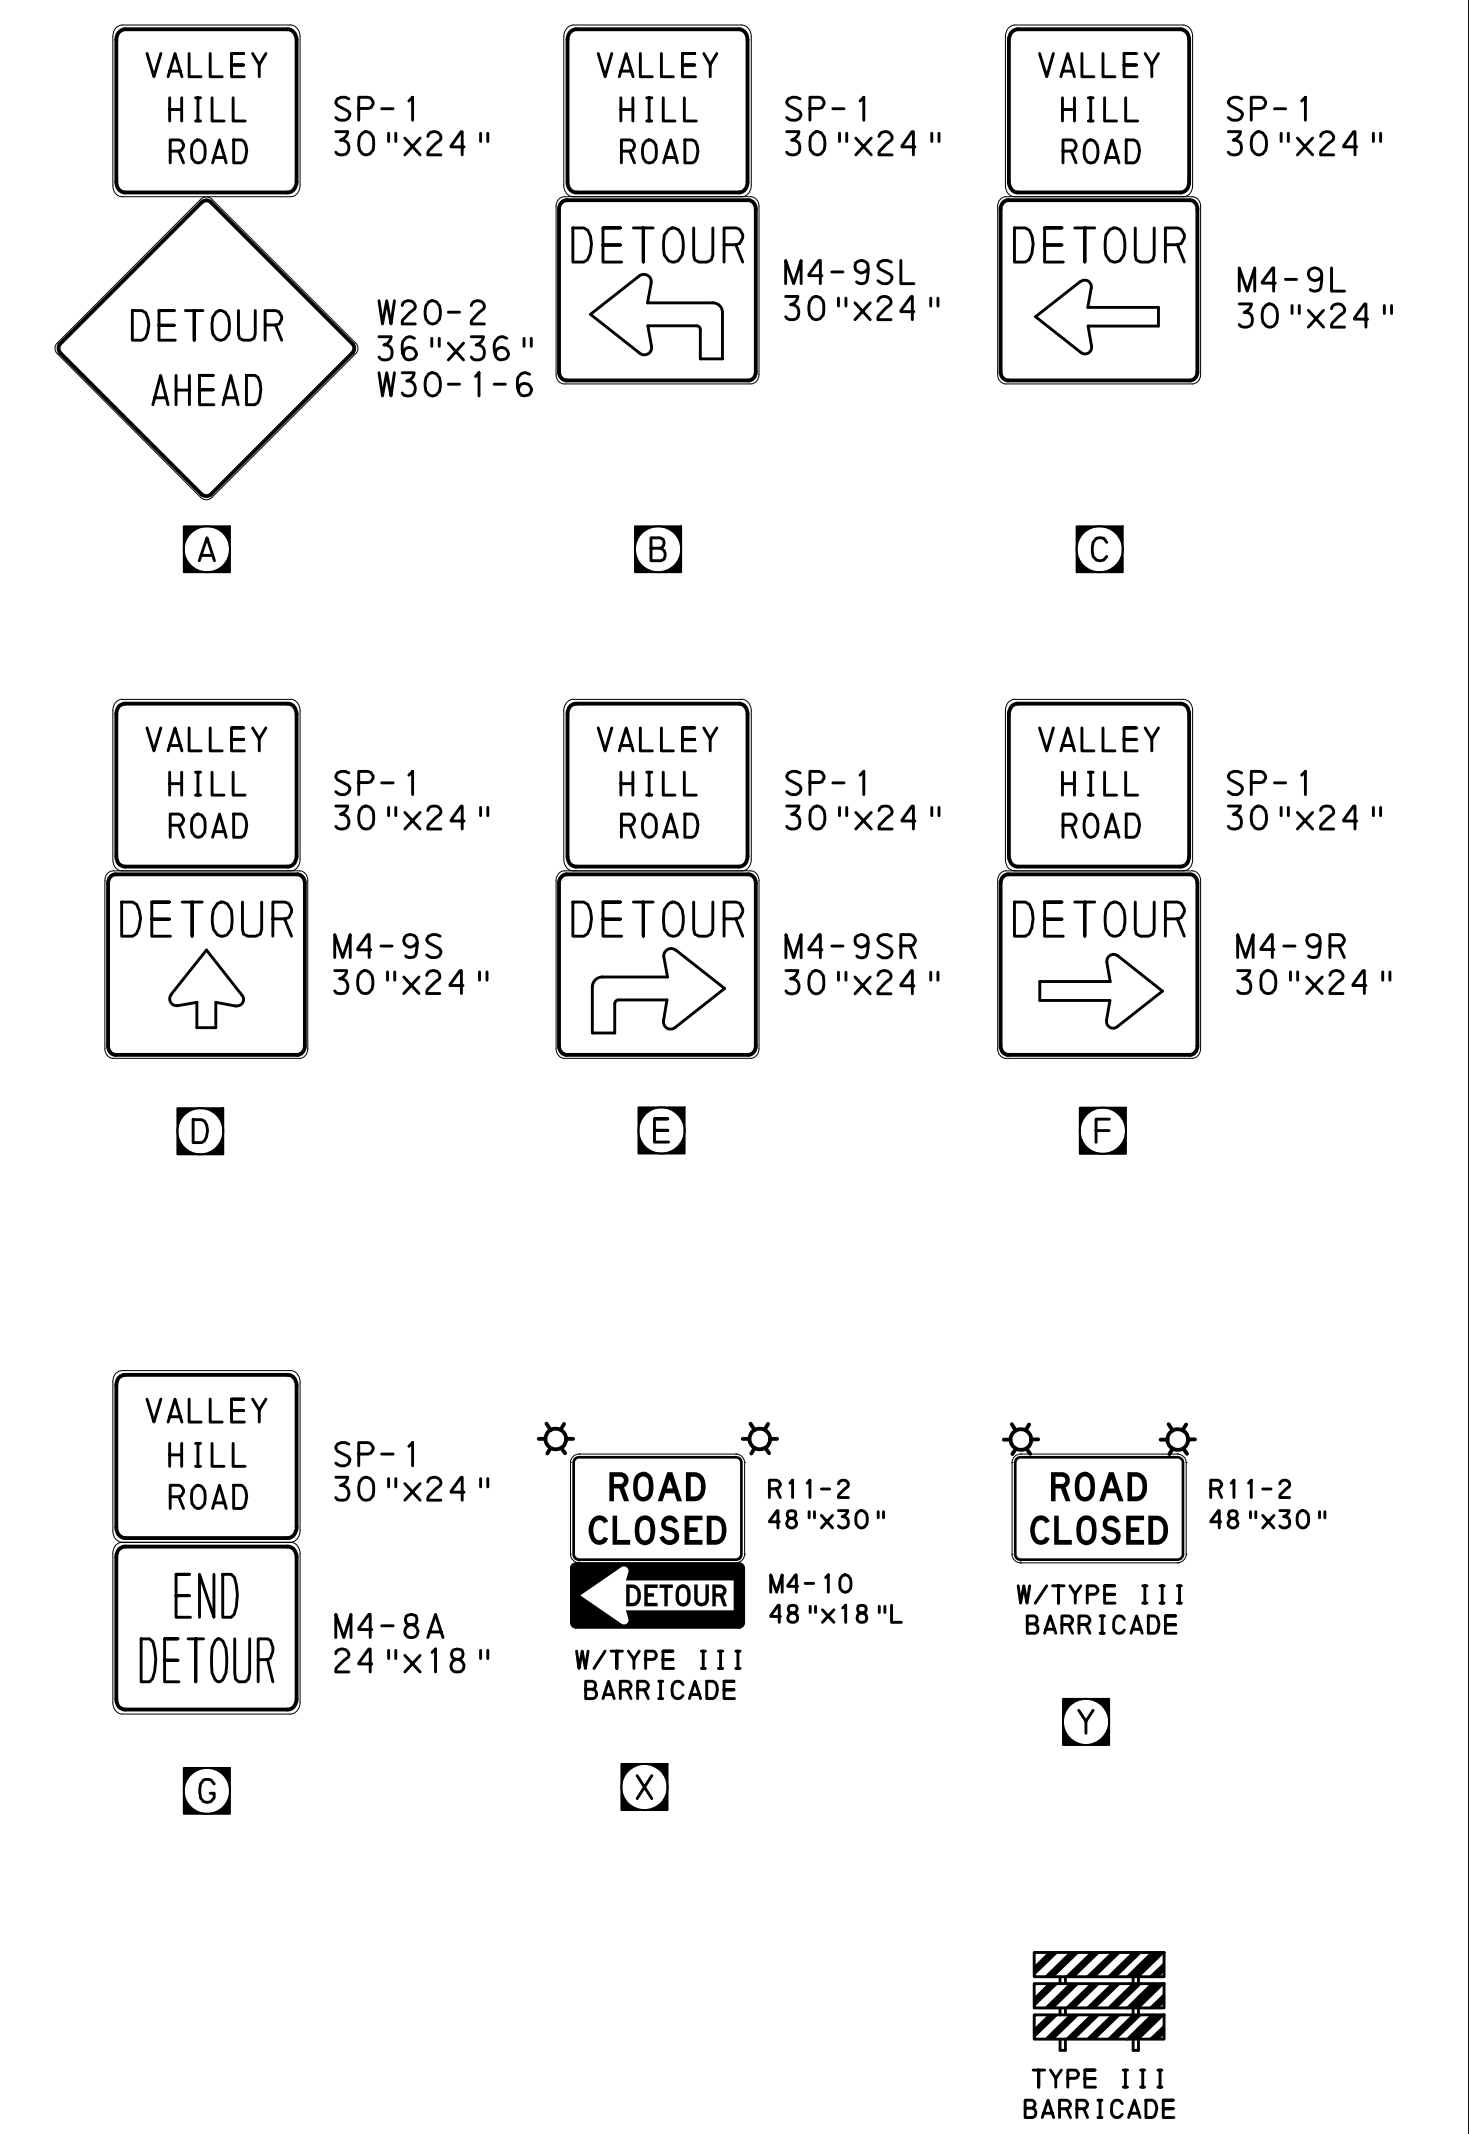 VALLEY
HILL
ROAD
SP-1
30"x24"
DETOUR
AHEAD
W20-2
36"x36"
W30-1-6
A
VALLEY
HILL
ROAD
SP-1
30"x24"
DETOUR
M4-9SL
30"x24"
B
VALLEY
HILL
ROAD
SP-1
30"x24"
DETOUR
M4-9L
30"x24"
C
VALLEY
HILL
ROAD
SP-1
30"x24"
DETOUR
M4-9S
30"x24"
D
VALLEY
HILL
ROAD
SP-1
30"x24"
DETOUR
M4-9SR
30"x24"
E
VALLEY
HILL
ROAD
SP-1
30"x24"
DETOUR
M4-9R
30"x24"
F
VALLEY
HILL
ROAD
SP-1
30"x24"
END
DETOUR
M4-8A
24"x18"
G
ROAD
CLOSED
R11-2
48"x30"
DETOUR
M4-10
48"x18"L
W/TYPE III
BARRICADE
X
ROAD
CLOSED
R11-2
48"x30"
W/TYPE III
BARRICADE
Y
TYPE III
BARRICADE